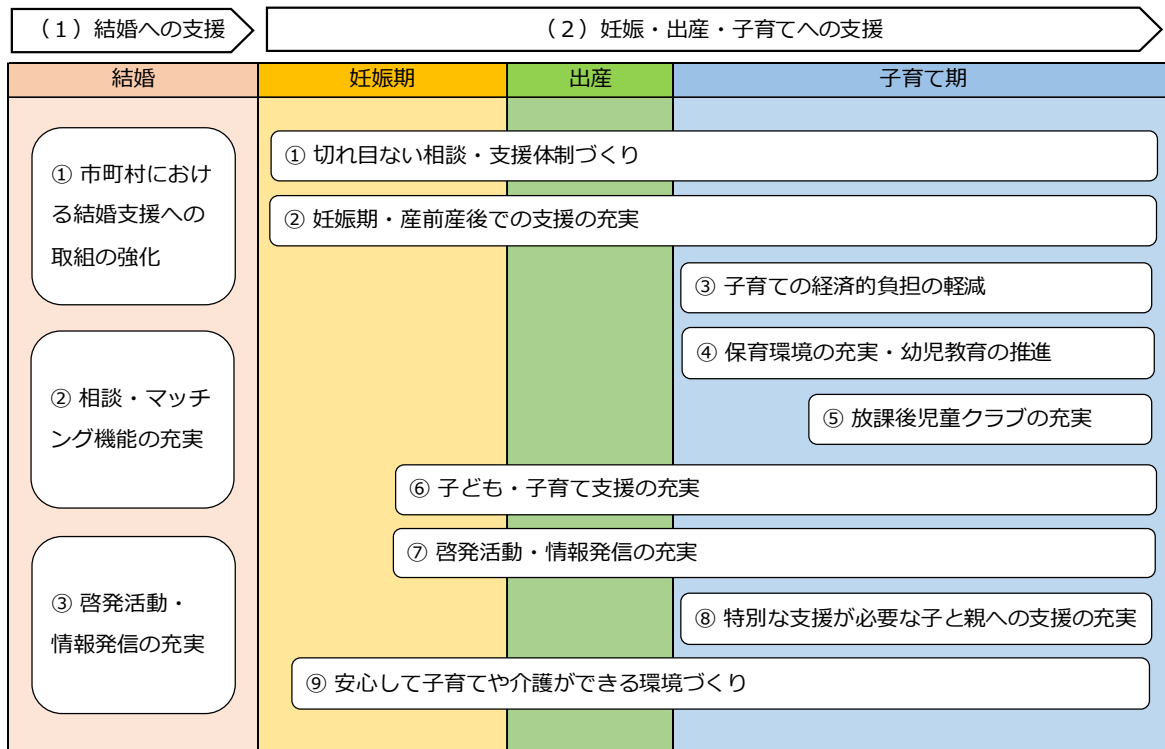 （１）結婚への支援
（２）妊娠・出産・子育てへの支援
結婚
妊娠期
出産
子育て期
① 市町村におけ
る結婚支援への
取組の強化
② 相談・マッチ
ング機能の充実
③ 啓発活動・
情報発信の充実
① 切れ目ない相談・支援体制づくり
② 妊娠期・産前産後での支援の充実
③ 子育ての経済的負担の軽減
④ 保育環境の充実・幼児教育の推進
⑤ 放課後児童クラブの充実
⑥ 子ども・子育て支援の充実
⑦ 啓発活動・情報発信の充実
⑧ 特別な支援が必要な子と親への支援の充実
⑨ 安心して子育てや介護ができる環境づくり